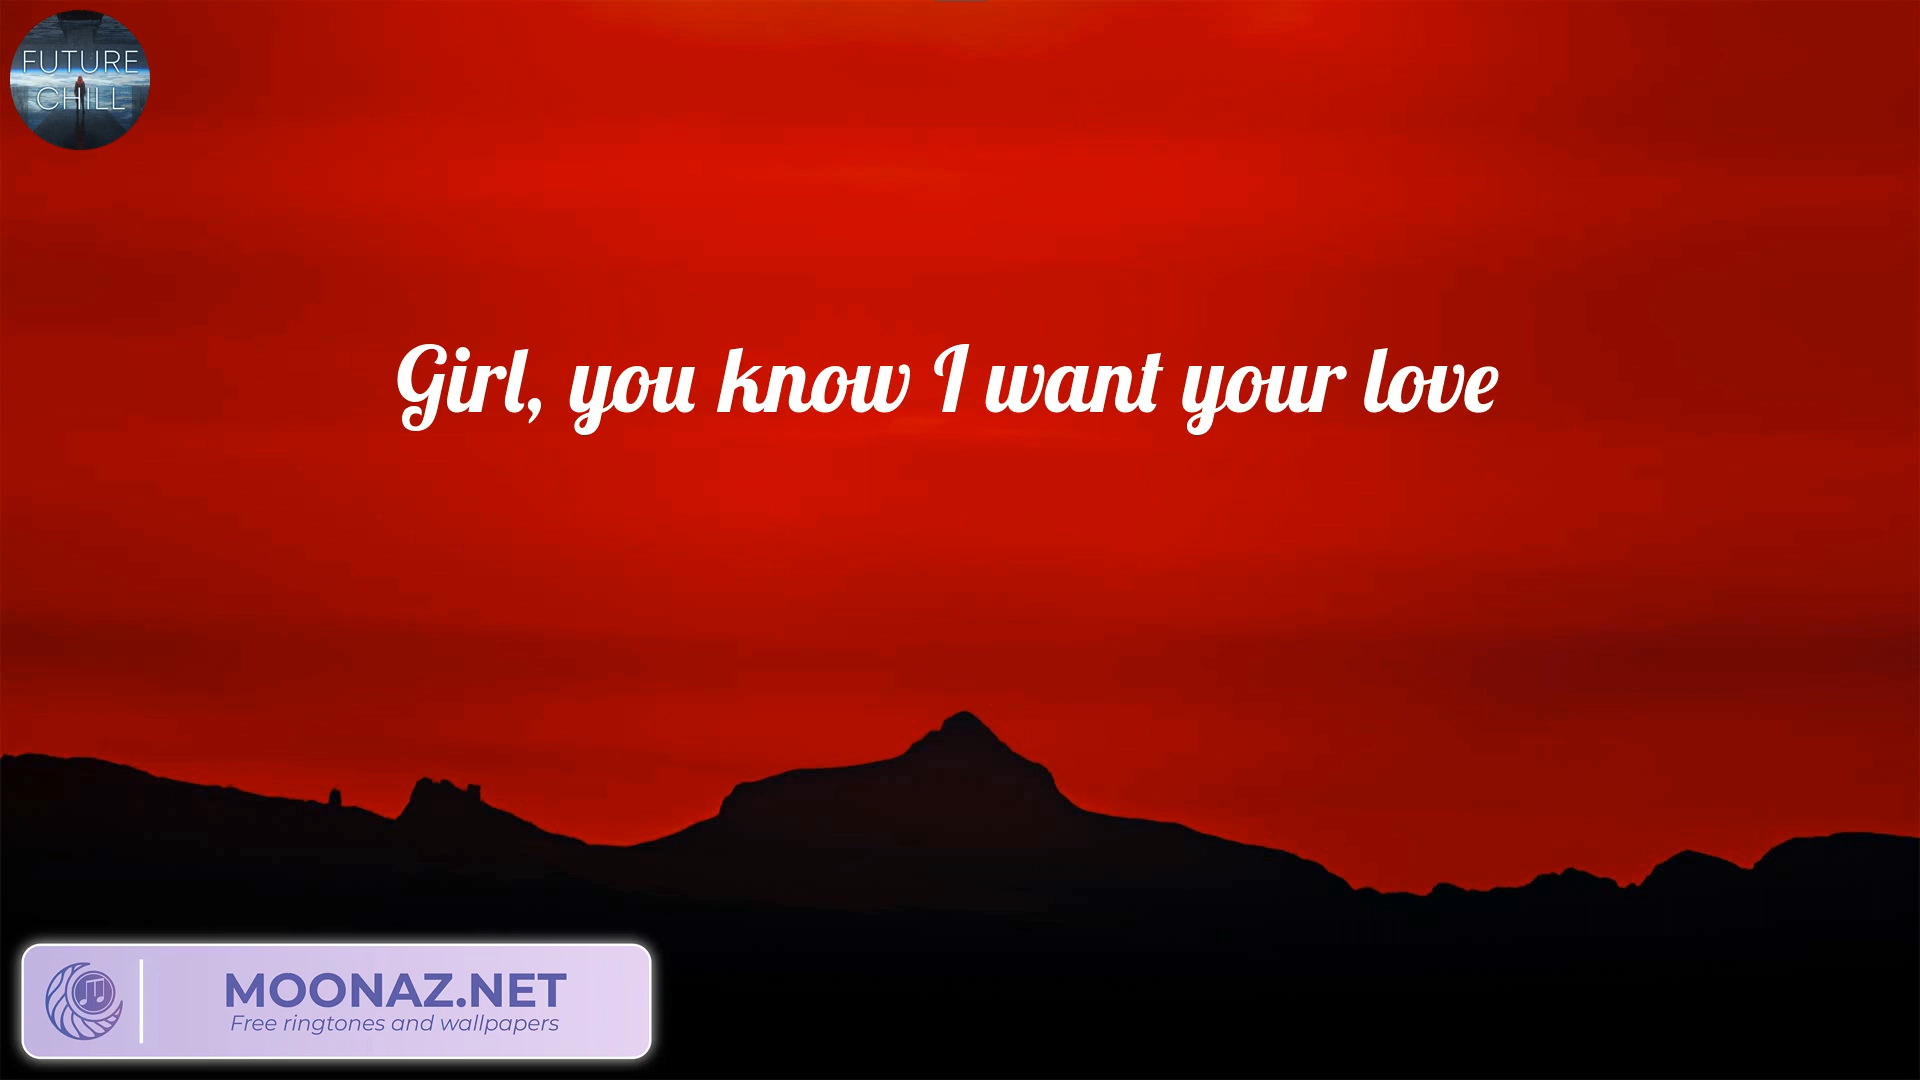 FUTURE
CHILL
Girl, you know I want your love
MOONAZ.NET
Free ringtones and wallpapers